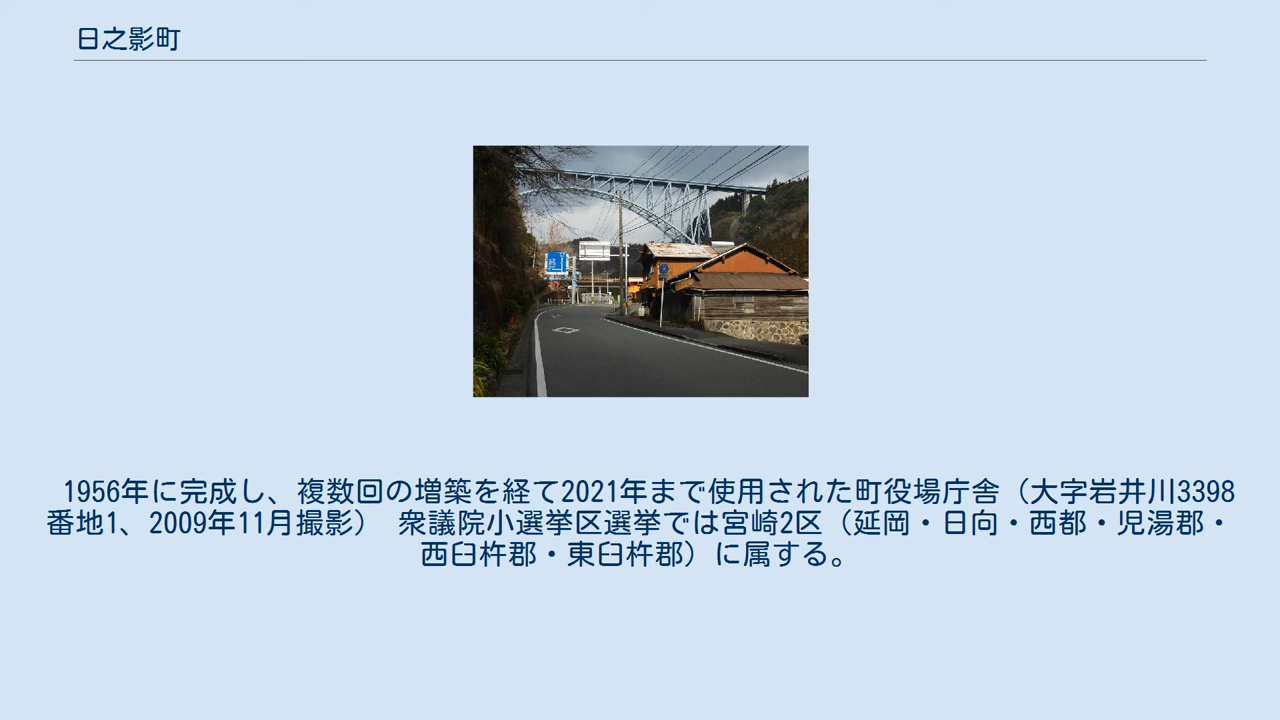 日之影町
1956年に完成し、複数回の増築を経て2021年まで使用された町役場庁舎（大字岩井川3398
番地1、2009年11月撮影） 衆議院小選挙区選挙では宮崎2区（延岡・日向・西都・児湯郡・
西臼杵郡・東臼杵郡）に属する。